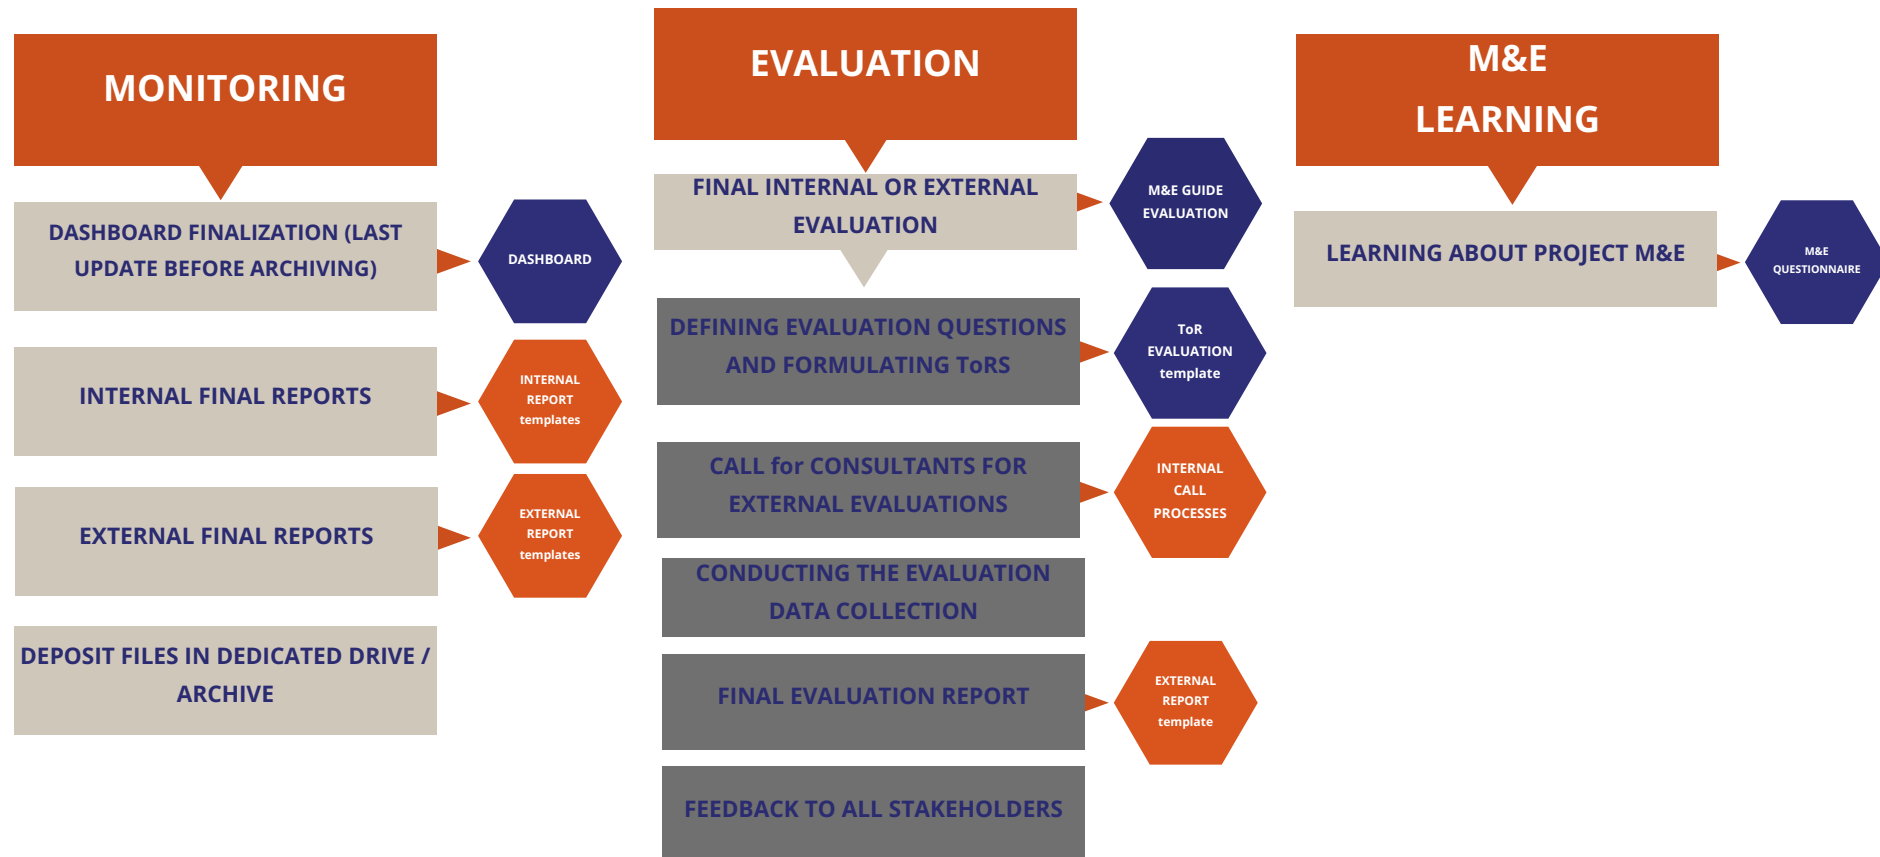 MONITORING
DASHBOARD FINALIZATION (LAST
UPDATE BEFORE ARCHIVING)
DASHBOARD
INTERNAL FINAL REPORTS
INTERNAL
REPORT
templates
EXTERNAL FINAL REPORTS
EXTERNAL
REPORT
templates
DEPOSIT FILES IN DEDICATED DRIVE /
ARCHIVE
EVALUATION
FINAL INTERNAL OR EXTERNAL
EVALUATION
M&E GUIDE
EVALUATION
DEFINING EVALUATION QUESTIONS
AND FORMULATING ToRS
ToR
EVALUATION
template
CALL for CONSULTANTS FOR
EXTERNAL EVALUATIONS
INTERNAL
CALL
PROCESSES
CONDUCTING THE EVALUATION
DATA COLLECTION
FINAL EVALUATION REPORT
EXTERNAL
REPORT
template
FEEDBACK TO ALL STAKEHOLDERS
M&E
LEARNING
LEARNING ABOUT PROJECT M&E
M&E
QUESTIONNAIRE